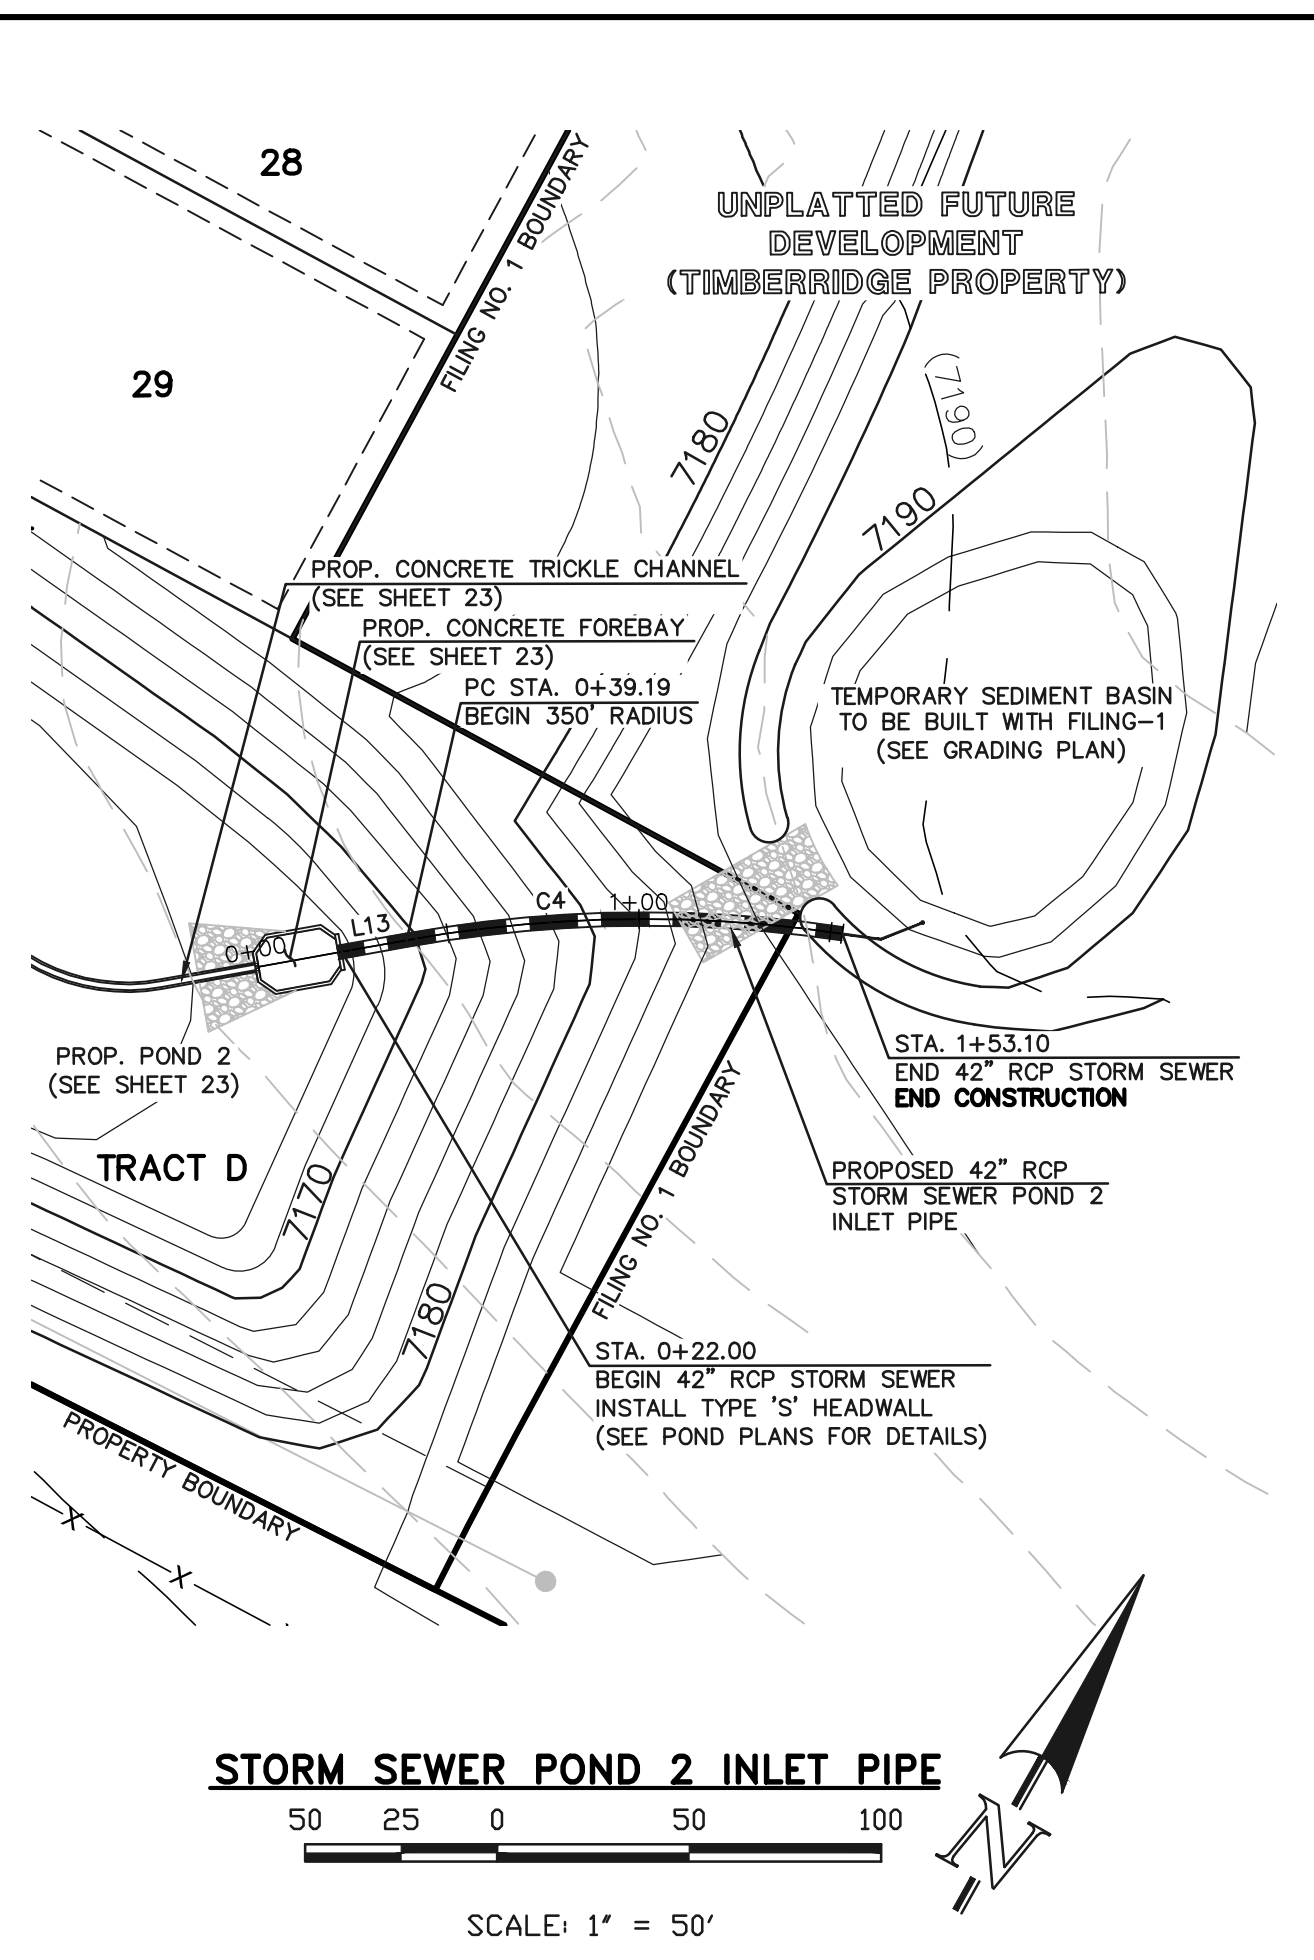 28
FILING NO. 1 BOUNDARY
UNPLATTED FUTURE
DEVELOPMENT
(TIMBERRIDGE PROPERTY)
29
(7190)
7180
7190
PROP. CONCRETE TRICKLE CHANNEL
(SEE SHEET 23)
PROP. CONCRETE FOREBAY
(SEE SHEET 23)
PC STA. 0+39.19
BEGIN 350' RADIUS
TEMPORARY SEDIMENT BASIN
TO BE BUILT WITH FILING-1
(SEE GRADING PLAN)
C4
1+00
L13
0+00
PROP. POND 2
(SEE SHEET 23)
STA. 1+53.10
END 42" RCP STORM SEWER
END CONSTRUCTION
TRACT D
7170
FILING NO. 1 BOUNDARY
PROPOSED 42" RCP
STORM SEWER POND 2
INLET PIPE
7180
STA. 0+22.00
BEGIN 42" RCP STORM SEWER
INSTALL TYPE 'S' HEADWALL
(SEE POND PLANS FOR DETAILS)
PROPERTY BOUNDARY
X
X
STORM SEWER POND 2 INLET PIPE
50 25 0 50 100
N
SCALE: 1" = 50'